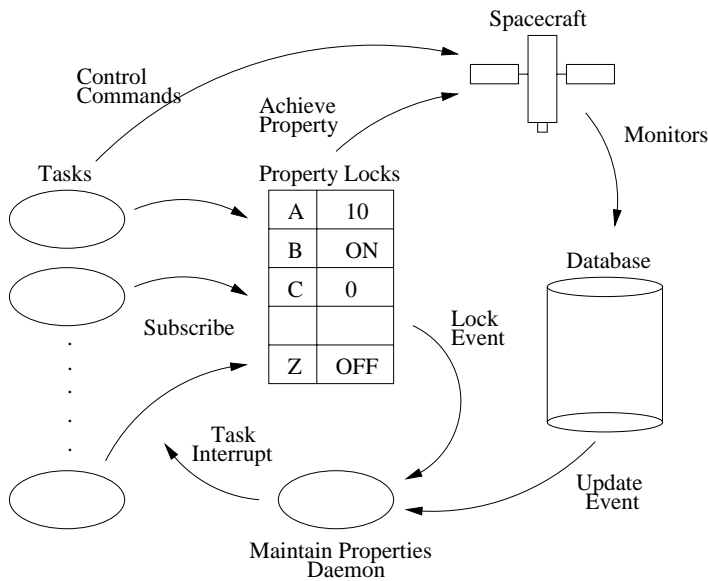 Spacecraft
Control
Commands
Achieve
Property
Monitors
Tasks
Property Locks
A 10
B ON
C 0
Z OFF
Database
Subscribe
Lock
Event
Task
Interrupt
Update
Event
Maintain Properties
Daemon